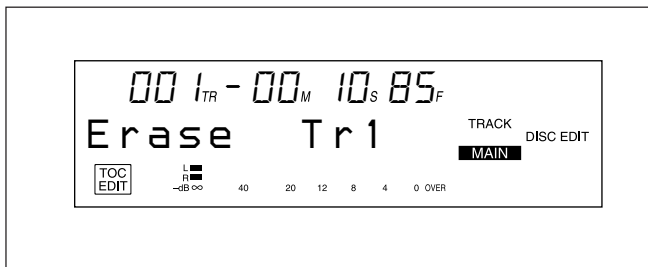 001TR - 00M 10S 85F
Erase Tr1
TRACK
MAIN
DISC EDIT
TOC
EDIT
L
R
–dB ∞ 40 20 12 8 4 0 OVER